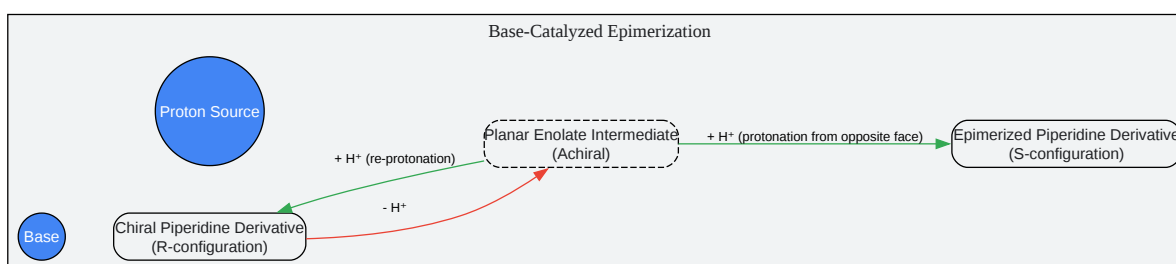 Base-Catalyzed Epimerization
Proton Source
Planar Enolate Intermediate
(Achiral)
+ H⁺ (protonation from opposite face)
Epimerized Piperidine Derivative
(S-configuration)
+ H⁺ (re-protonation)
- H⁺
Base
Chiral Piperidine Derivative
(R-configuration)